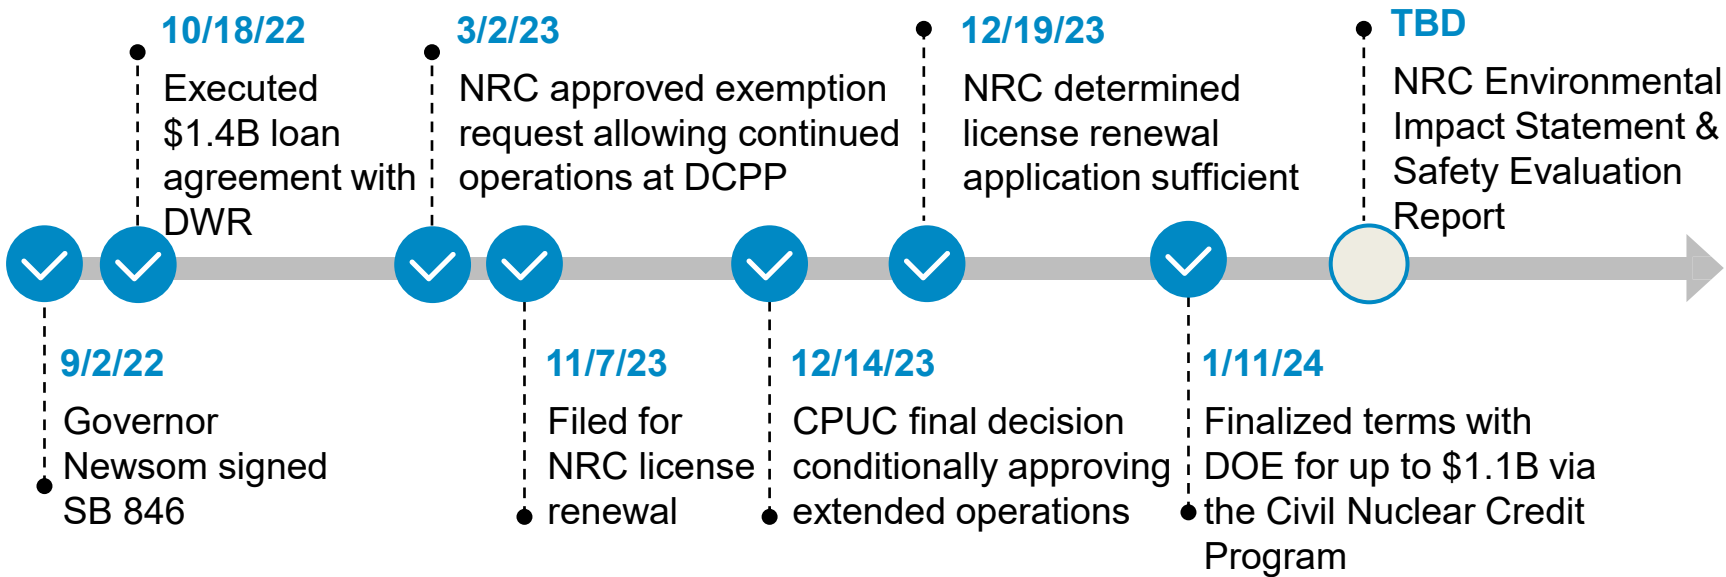 10/18/22
Executed
$1.4B loan
agreement with
DWR
3/2/23
NRC approved exemption
request allowing continued
operations at DCPP
12/19/23
NRC determined
license renewal
application sufficient
TBD
NRC Environmental
Impact Statement &
Safety Evaluation
Report
9/2/22
Governor
Newsom signed
SB 846
11/7/23
Filed for
NRC license
renewal
12/14/23
CPUC final decision
conditionally approving
extended operations
1/11/24
Finalized terms with
DOE for up to $1.1B via
the Civil Nuclear Credit
Program